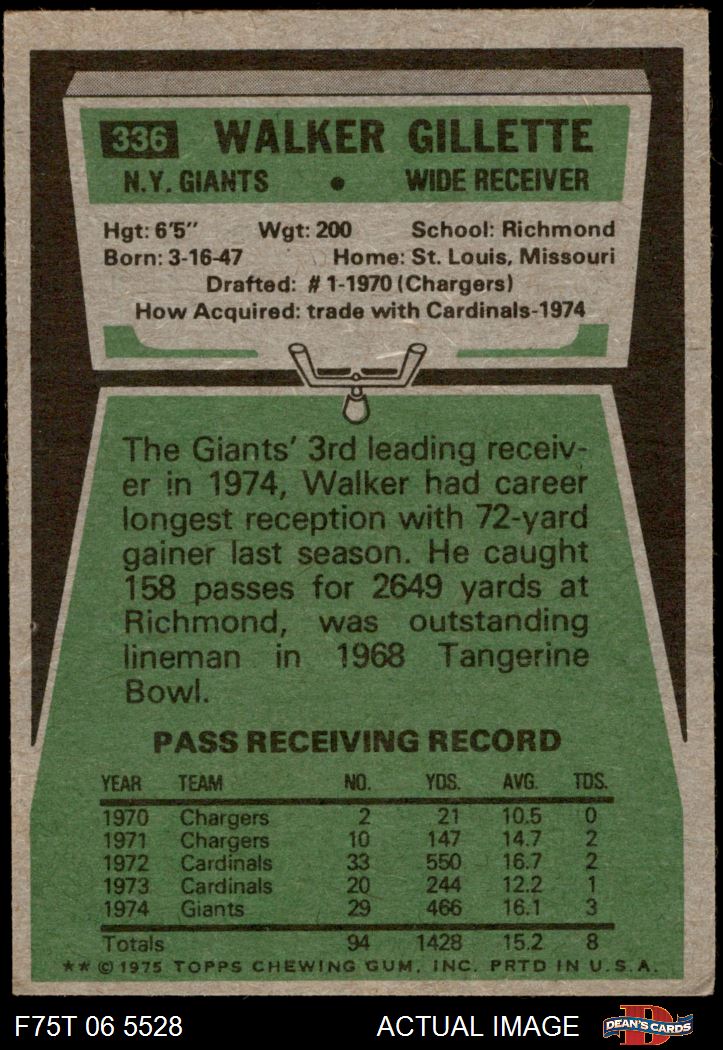 336 WALKER GILLETTE
N.Y. GIANTS • WIDE RECEIVER
Hgt: 6'5" Wgt: 200 School: Richmond
Born: 3-16-47 Home: St. Louis, Missouri
Drafted: #1-1970 (Chargers)
How Acquired: trade with Cardinals-1974
The Giants' 3rd leading receiv-
er in 1974, Walker had career
longest reception with 72-yard
gainer last season. He caught
158 passes for 2649 yards at
Richmond, was outstanding
lineman in 1968 Tangerine
Bowl.
PASS RECEIVING RECORD
YEAR TEAM NO. YDS. AVG. TDS.
1970 Chargers 2 21 10.5 0
1971 Chargers 10 147 14.7 2
1972 Cardinals 33 550 16.7 2
1973 Cardinals 20 244 12.2 1
1974 Giants 29 466 16.1 3
Totals 94 1428 15.2 8
** © 1975 TOPPS CHEWING GUM, INC. PRTD IN U.S.A.
F75T 06 5528 ACTUAL IMAGE D DEAN'S CARDS